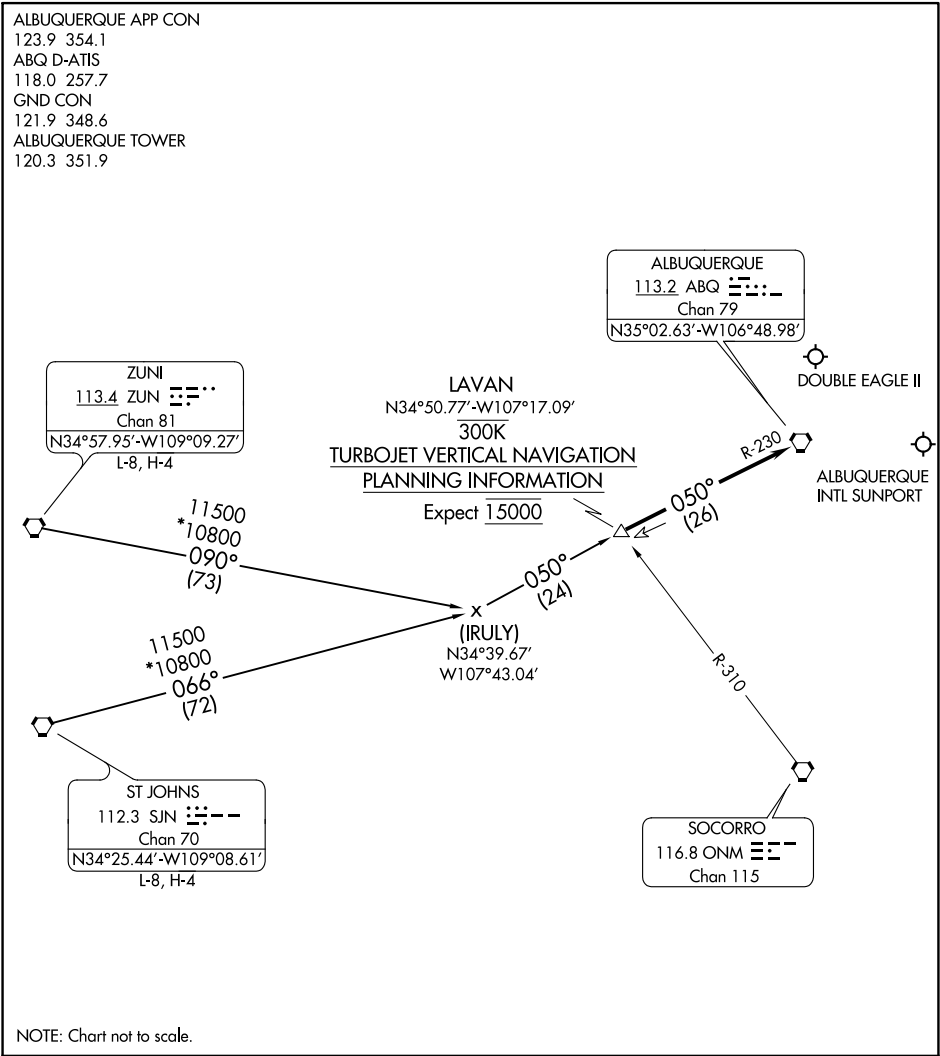 ALBUQUERQUE APP CON
123.9 354.1
ABQ D-ATIS
118.0 257.7
GND CON
121.9 348.6
ALBUQUERQUE TOWER
120.3 351.9
ALBUQUERQUE
113.2 ABQ
Chan 79
N35°02.63'-W106°48.98'
DOUBLE EAGLE II
ZUNI
113.4 ZUN
Chan 81
N34°57.95'-W109°09.27'
L-8, H-4
LAVAN
N34°50.77'-W107°17.09'
300K
TURBOJET VERTICAL NAVIGATION
PLANNING INFORMATION
Expect 15000
R-230
050°
(26)
ALBUQUERQUE
INTL SUNPORT
11500
*10800
090°
(73)
050°
(24)
X
(IRULY)
N34°39.67'
W107°43.04'
11500
*10800
066°
(72)
R-310
ST JOHNS
112.3 SJN
Chan 70
N34°25.44'-W109°08.61'
L-8, H-4
SOCORRO
116.8 ONM
Chan 115
NOTE: Chart not to scale.